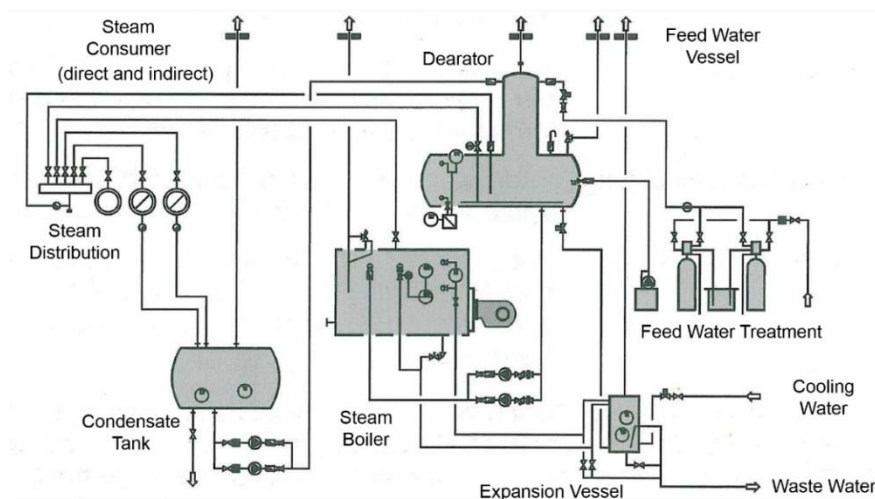 Steam
Consumer
(direct and indirect)
Dearator
Feed Water
Vessel
Steam
Distribution
Feed Water Treatment
Condensate
Tank
Steam
Boiler
Cooling
Water
Expansion Vessel
Waste Water